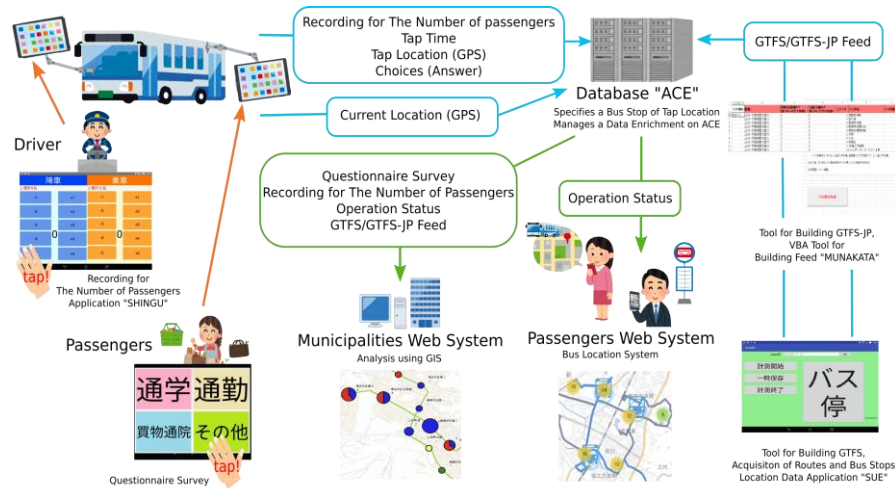 Recording for The Number of passengers
Tap Time
Tap Location (GPS)
Choices (Answer)
Current Location (GPS)
Database "ACE"
Specifies a Bus Stop of Tap Location
Manages a Data Enrichment on ACE
GTFS/GTFS-JP Feed
Driver
降車
乗車
-1
+1
-1
+1
0
0
tap!
Recording for
The Number of Passengers
Application "SHINGU"
Questionnaire Survey
Recording for The Number of Passengers
Operation Status
GTFS/GTFS-JP Feed
Operation Status
Tool for Building GTFS-JP,
VBA Tool for
Building Feed "MUNAKATA"
Passengers
通学
通勤
買物通院
その他
tap!
Questionnaire Survey
Municipalities Web System
Analysis using GIS
Passengers Web System
Bus Location System
計測開始
一時保存
計測終了
バス
停
Tool for Building GTFS,
Acquisiton of Routes and Bus Stops
Location Data Application "SUE"